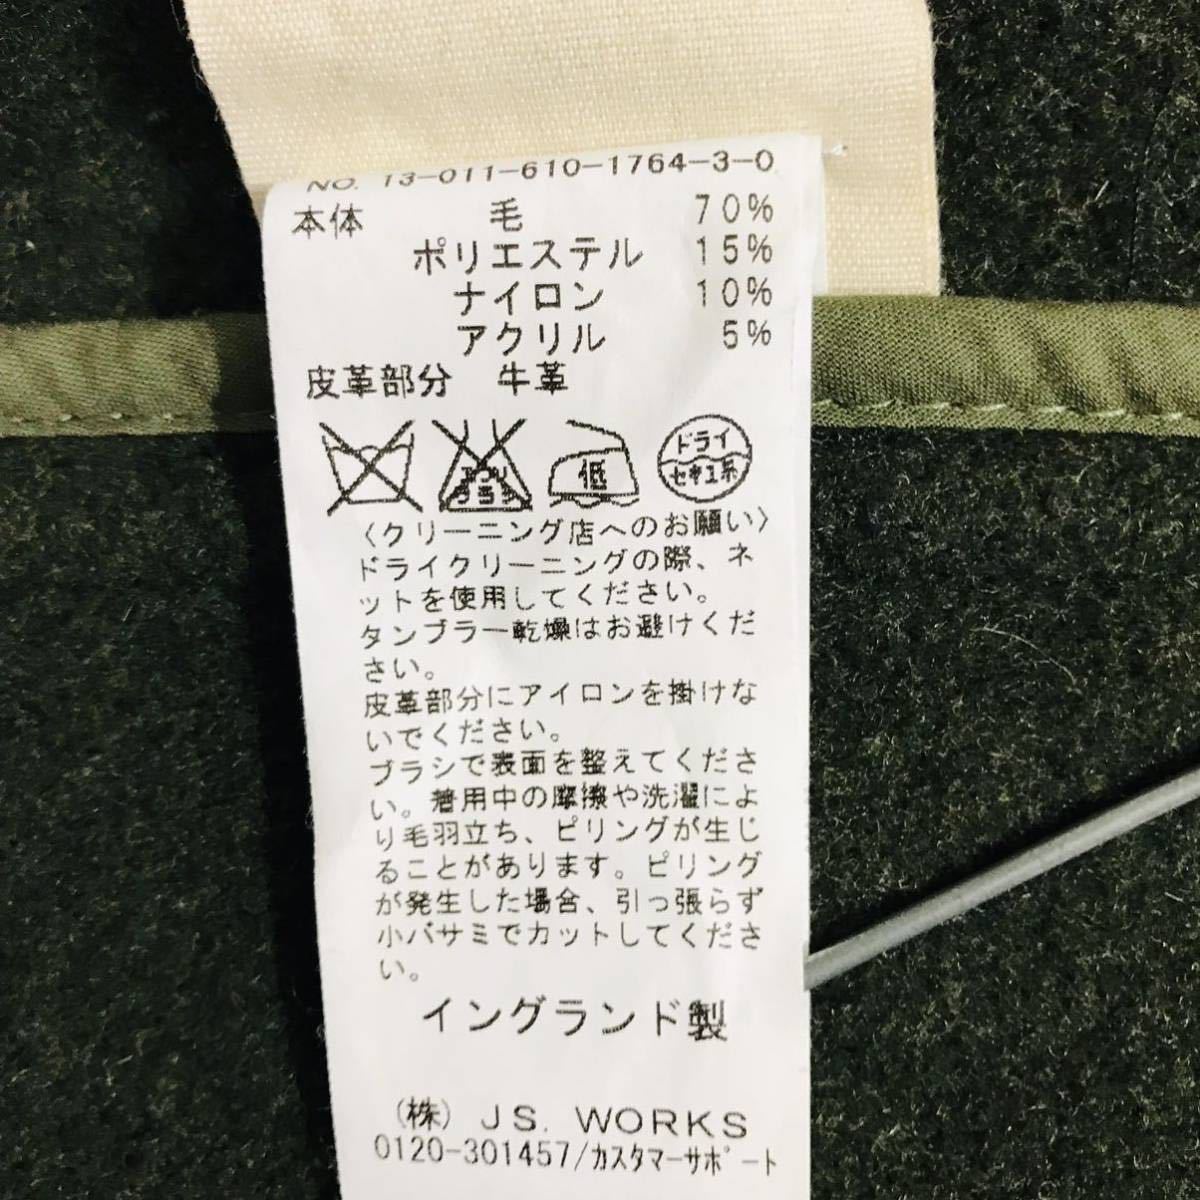 NO. 13-011-610-1764-3-0
本体 毛 70%
ポリエステル 15%
ナイロン 10%
アクリル 5%
皮革部分 牛革
エンソ サラシ 低 ドライ セキユ系
〈クリーニング店へのお願い〉
ドライクリーニングの際、ネ
ットを使用してください。
タンブラー乾燥はお避けくだ
さい。
皮革部分にアイロンを掛けな
いでください。
ブラシで表面を整えてくださ
い。着用中の摩擦や洗濯によ
り毛羽立ち、ピリングが生じ
ることがあります。ピリング
が発生した場合、引っ張らず
小バサミでカットしてくださ
い。
イングランド製
(株) JS. WORKS
0120-301457/カスタマーサポート